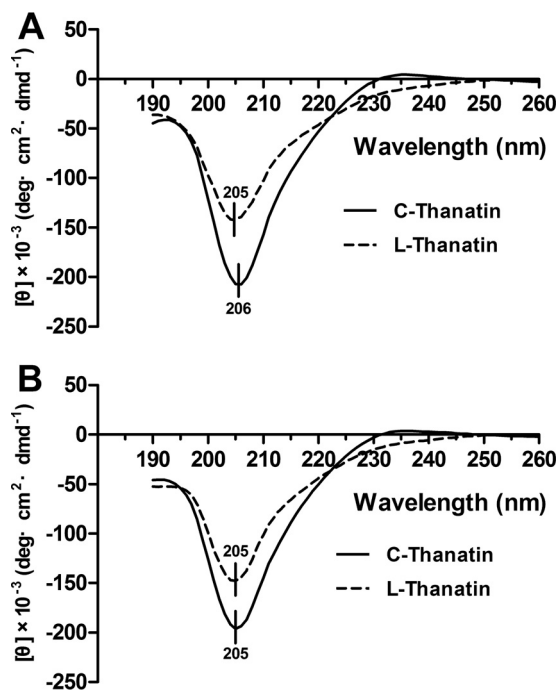 A
50
0
-50
-100
-150
-200
-250
190 200 210 220 230 240 250 260
Wavelength (nm)
[θ] × 10⁻³ (deg· cm²· dmd⁻¹)
205
206
C-Thanatin
L-Thanatin
B
50
0
-50
-100
-150
-200
-250
190 200 210 220 230 240 250 260
Wavelength (nm)
[θ] × 10⁻³ (deg· cm²· dmd⁻¹)
205
205
C-Thanatin
L-Thanatin